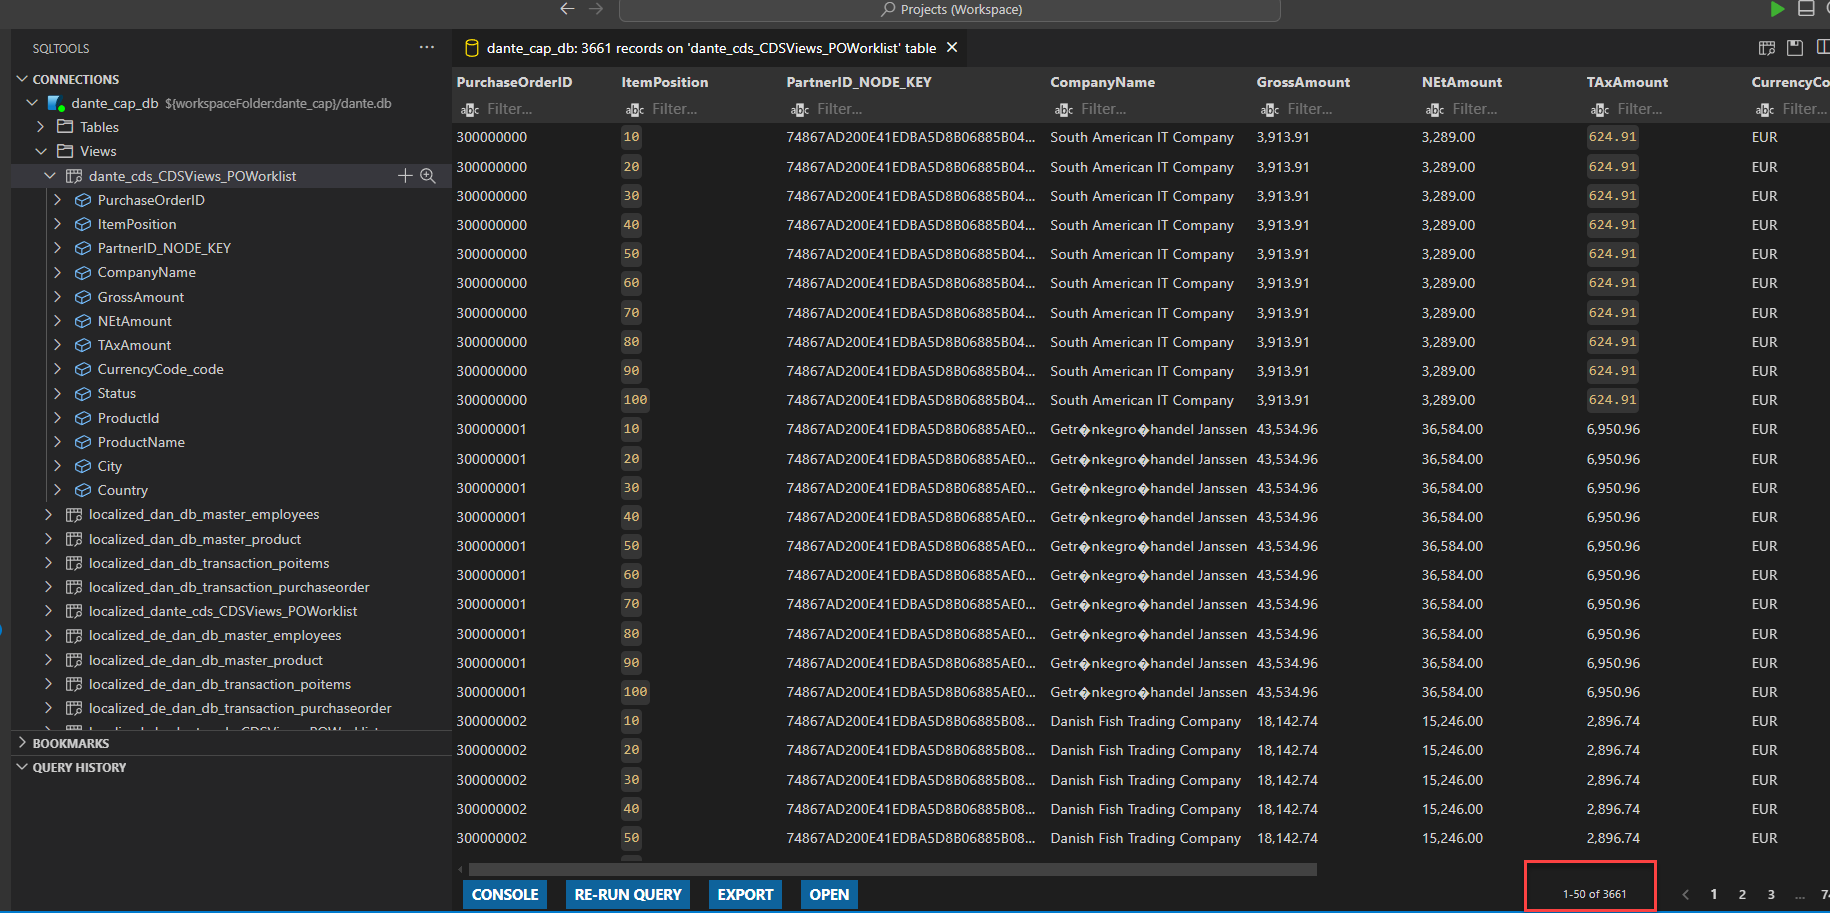 Projects (Workspace)
SQLTOOLS
CONNECTIONS
dante_cap_db ${workspaceFolder:dante_cap}/dante.db
Tables
Views
dante_cds_CDSViews_POWorklist
PurchaseOrderID
ItemPosition
PartnerID_NODE_KEY
CompanyName
GrossAmount
NEtAmount
TAxAmount
CurrencyCode_code
Status
ProductId
ProductName
City
Country
localized_dan_db_master_employees
localized_dan_db_master_product
localized_dan_db_transaction_poitems
localized_dan_db_transaction_purchaseorder
localized_dante_cds_CDSViews_POWorklist
localized_de_dan_db_master_employees
localized_de_dan_db_master_product
localized_de_dan_db_transaction_poitems
localized_de_dan_db_transaction_purchaseorder
BOOKMARKS
QUERY HISTORY
dante_cap_db: 3661 records on 'dante_cds_CDSViews_POWorklist' table
PurchaseOrderID ItemPosition PartnerID_NODE_KEY CompanyName GrossAmount NEtAmount TAxAmount CurrencyCo
abc Filter... abc Filter... abc Filter... abc Filter... abc Filter... abc Filter... abc Filter... abc Filter...
300000000 10 74867AD200E41EDBA5D8B06885B04... South American IT Company 3,913.91 3,289.00 624.91 EUR
300000000 20 74867AD200E41EDBA5D8B06885B04... South American IT Company 3,913.91 3,289.00 624.91 EUR
300000000 30 74867AD200E41EDBA5D8B06885B04... South American IT Company 3,913.91 3,289.00 624.91 EUR
300000000 40 74867AD200E41EDBA5D8B06885B04... South American IT Company 3,913.91 3,289.00 624.91 EUR
300000000 50 74867AD200E41EDBA5D8B06885B04... South American IT Company 3,913.91 3,289.00 624.91 EUR
300000000 60 74867AD200E41EDBA5D8B06885B04... South American IT Company 3,913.91 3,289.00 624.91 EUR
300000000 70 74867AD200E41EDBA5D8B06885B04... South American IT Company 3,913.91 3,289.00 624.91 EUR
300000000 80 74867AD200E41EDBA5D8B06885B04... South American IT Company 3,913.91 3,289.00 624.91 EUR
300000000 90 74867AD200E41EDBA5D8B06885B04... South American IT Company 3,913.91 3,289.00 624.91 EUR
300000000 100 74867AD200E41EDBA5D8B06885B04... South American IT Company 3,913.91 3,289.00 624.91 EUR
300000001 10 74867AD200E41EDBA5D8B06885AE0... Getr�nkegro�handel Janssen 43,534.96 36,584.00 6,950.96 EUR
300000001 20 74867AD200E41EDBA5D8B06885AE0... Getr�nkegro�handel Janssen 43,534.96 36,584.00 6,950.96 EUR
300000001 30 74867AD200E41EDBA5D8B06885AE0... Getr�nkegro�handel Janssen 43,534.96 36,584.00 6,950.96 EUR
300000001 40 74867AD200E41EDBA5D8B06885AE0... Getr�nkegro�handel Janssen 43,534.96 36,584.00 6,950.96 EUR
300000001 50 74867AD200E41EDBA5D8B06885AE0... Getr�nkegro�handel Janssen 43,534.96 36,584.00 6,950.96 EUR
300000001 60 74867AD200E41EDBA5D8B06885AE0... Getr�nkegro�handel Janssen 43,534.96 36,584.00 6,950.96 EUR
300000001 70 74867AD200E41EDBA5D8B06885AE0... Getr�nkegro�handel Janssen 43,534.96 36,584.00 6,950.96 EUR
300000001 80 74867AD200E41EDBA5D8B06885AE0... Getr�nkegro�handel Janssen 43,534.96 36,584.00 6,950.96 EUR
300000001 90 74867AD200E41EDBA5D8B06885AE0... Getr�nkegro�handel Janssen 43,534.96 36,584.00 6,950.96 EUR
300000001 100 74867AD200E41EDBA5D8B06885AE0... Getr�nkegro�handel Janssen 43,534.96 36,584.00 6,950.96 EUR
300000002 10 74867AD200E41EDBA5D8B06885B08... Danish Fish Trading Company 18,142.74 15,246.00 2,896.74 EUR
300000002 20 74867AD200E41EDBA5D8B06885B08... Danish Fish Trading Company 18,142.74 15,246.00 2,896.74 EUR
300000002 30 74867AD200E41EDBA5D8B06885B08... Danish Fish Trading Company 18,142.74 15,246.00 2,896.74 EUR
300000002 40 74867AD200E41EDBA5D8B06885B08... Danish Fish Trading Company 18,142.74 15,246.00 2,896.74 EUR
300000002 50 74867AD200E41EDBA5D8B06885B08... Danish Fish Trading Company 18,142.74 15,246.00 2,896.74 EUR
CONSOLE RE-RUN QUERY EXPORT OPEN 1-50 of 3661 1 2 3 ...